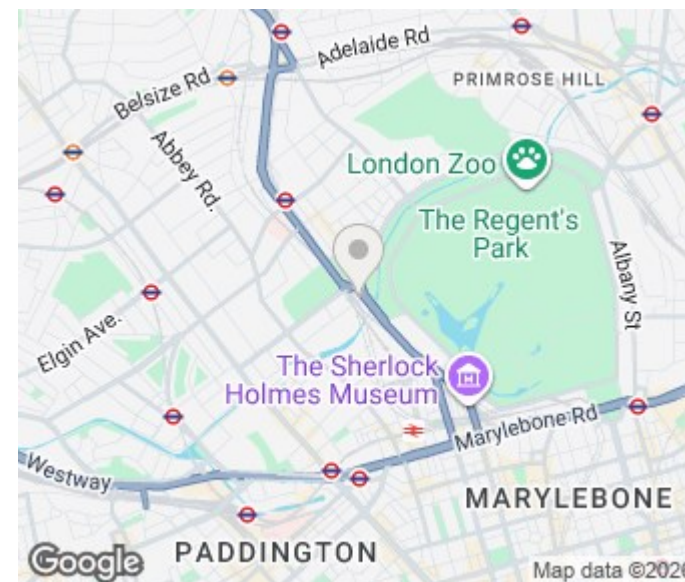 Adelaide Rd
PRIMROSE HILL
Belsize Rd
Abbey Rd.
London Zoo
The Regent's
Park
Albany St
Elgin Ave.
The Sherlock
Holmes Museum
Marylebone Rd
Westway
MARYLEBONE
PADDINGTON
Google
Map data ©2026